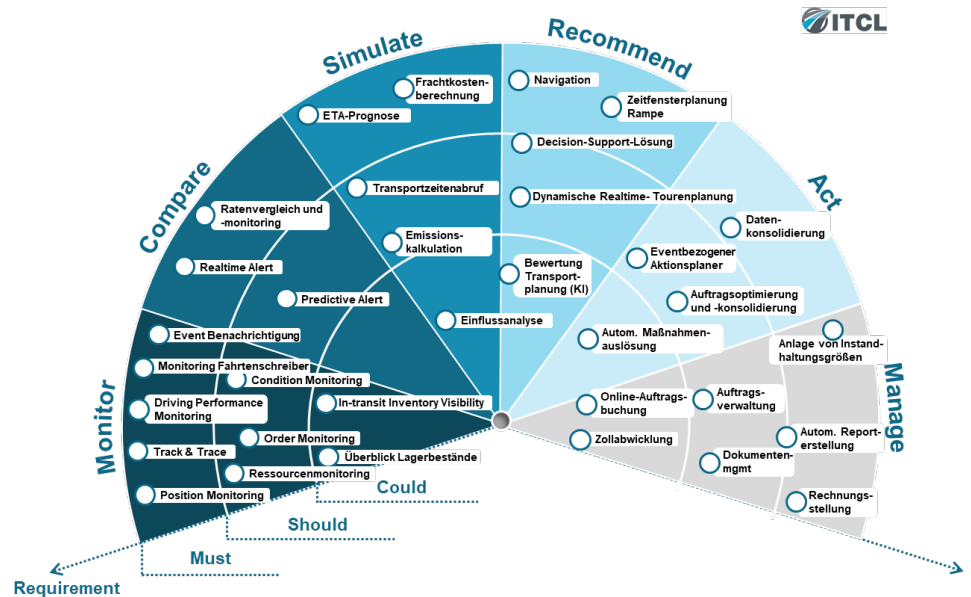 ITCL
Simulate
Recommend
Compare
Act
Monitor
Manage
Frachtkosten-
berechnung
ETA-Prognose
Transportzeitenabruf
Emissions-
kalkulation
Einflussanalyse
Navigation
Zeitfensterplanung
Rampe
Decision-Support-Lösung
Dynamische Realtime- Tourenplanung
Bewertung
Transport-
planung (KI)
Ratenvergleich und
-monitoring
Realtime Alert
Predictive Alert
Daten-
konsolidierung
Eventbezogener
Aktionsplaner
Auftragsoptimierung
und -konsolidierung
Autom. Maßnahmen-
auslösung
Event Benachrichtigung
Monitoring Fahrtenschreiber
Condition Monitoring
Driving Performance
Monitoring
In-transit Inventory Visibility
Order Monitoring
Track & Trace
Überblick Lagerbestände
Ressourcenmonitoring
Position Monitoring
Anlage von Instand-
haltungsgrößen
Online-Auftrags-
buchung
Auftrags-
verwaltung
Zollabwicklung
Autom. Report-
erstellung
Dokumenten-
mgmt
Rechnungs-
stellung
Could
Should
Must
Requirement